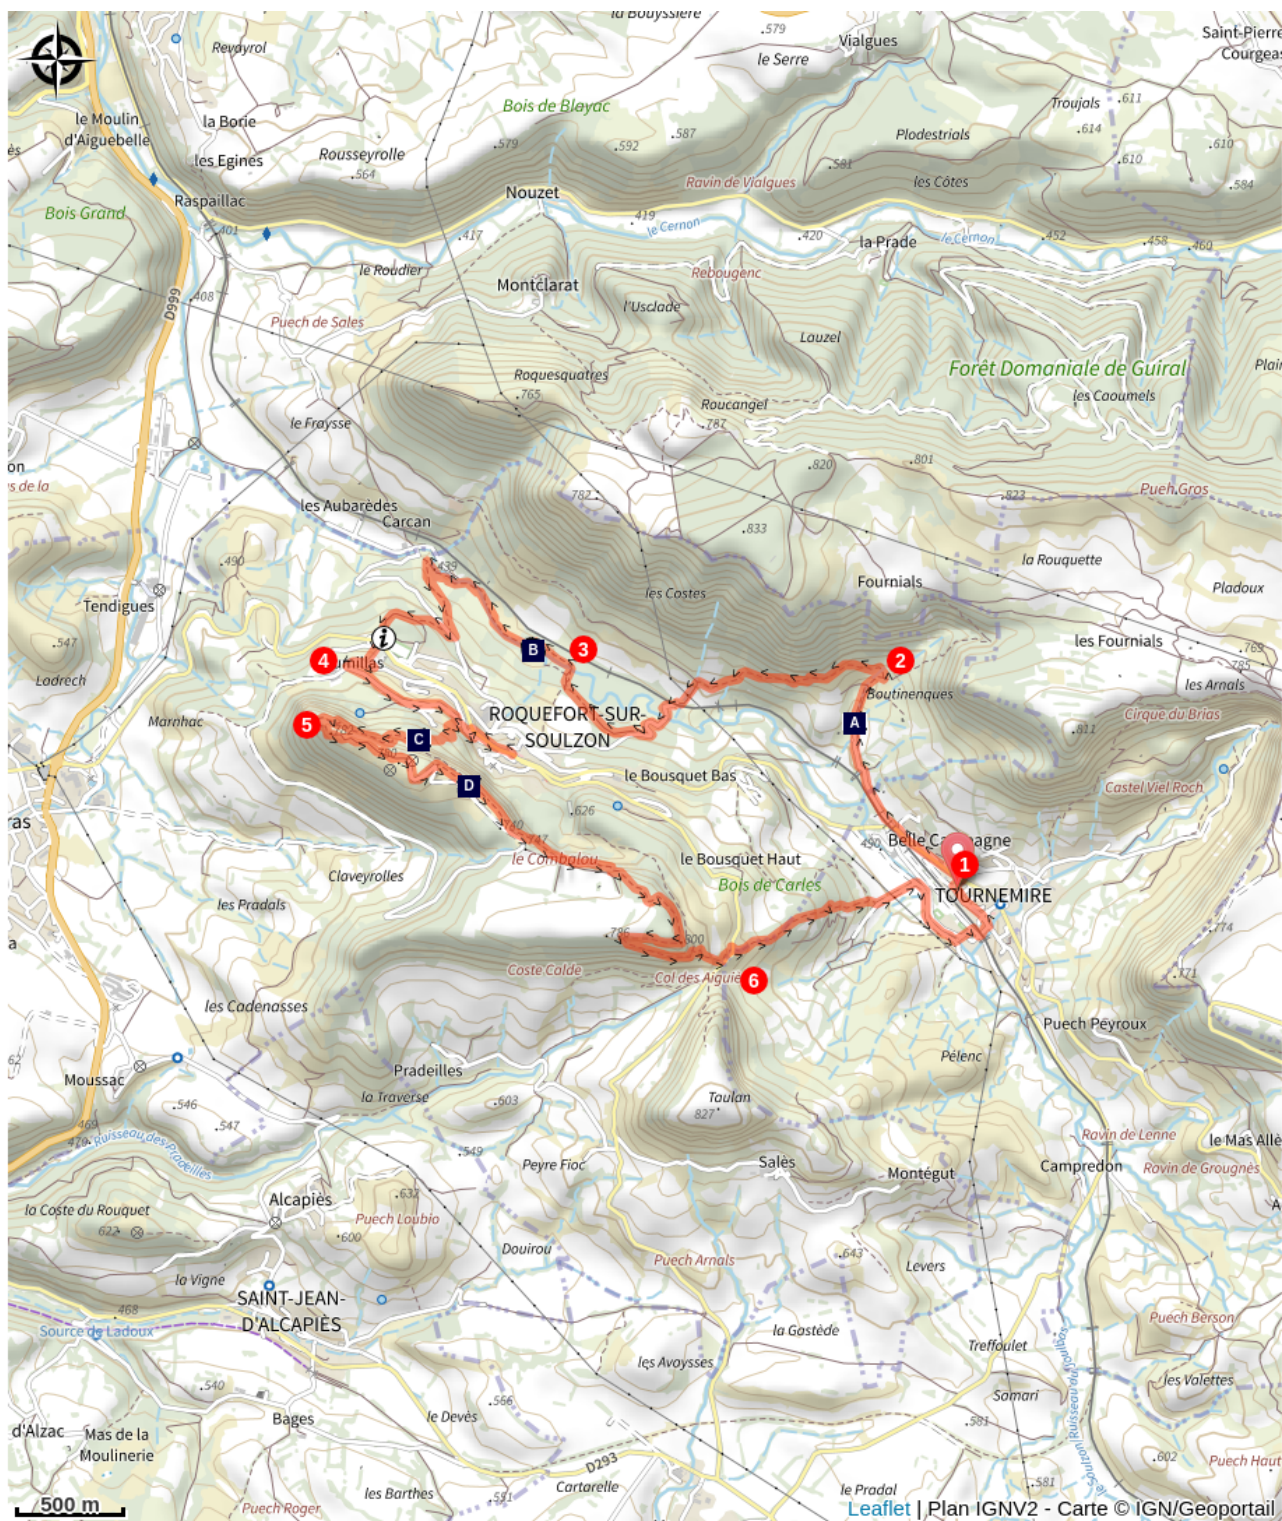 la Bouyssière
.579
Vialgues
Saint-Pierre
Courgeas
Revayrol
le Serre
Bois de Blayac
Troujals
.611
.614
le Moulin
d'Aiguebelle
la Borie
.587
Plodestrials
.579
.592
.610
.610
les Egines
Rousseyrolle
.564
.581
les Côtes
.584
Ravin de Vialgues
Nouzet
Raspaillac
Bois Grand
.419
le Cernon
401
.417
.420
la Prade
le Cernon
.452
.458
.460
le Roudier
Rebougenc
Montclarat
D999
.408
l'Usclade
Puech de Sales
Lauzel
Forêt Domaniale de Guiral
Roquesquatres
.765
les Caoumels
Roucangel
.787
le Fraysse
.820
.801
Puech Gros
.782
.823
les Aubarèdes
Carcan
.833
.490
439
la Rouquette
Fournials
Pladoux
Tendigues
les Costes
.547
B
3
les Fournials
.769
785
4
2
Ladrech
les Arnals
Boutinenques
Marnhac
5
ROQUEFORT-SUR-
SOULZON
A
Cirque du Brias
.811
C
780
D
le Bousquet Bas
Castel Viel Roch
.626
740
747
490
Belle Campagne
le Combalou
le Bousquet Haut
1
Claveyrolles
Bois de Carles
TOURNEMIRE
les Pradals
.786
800
.774
Coste Calde
6
.771
les Cadenasses
Puech Peyroux
Pélenc
Moussac
Pradeilles
la Traverse
.603
Taulan
827
.546
469
.547
470
Ruisseau des Pradeilles
.549
Ravin de Lenne
Peyre Fioc
Salès
Campredon
Montégut
Ravin de Grougnès
Alcapiès
.632
la Coste du Rouquet
Puech Loubio
622
.600
Douirou
.643
Puech Arnals
Levers
la Vigne
SAINT-JEAN-
D'ALCAPIÈS
468
Puech Berson
Source de Ladoux
la Gastède
Treffoulet
les Avaysses
les Valettes
.540
.566
Samari
Bages
le Devès
.581
d'Alzac
Mas de la
Moulinerie
.602
D293
Puech Haut
Cartarelle
.581
les Barthes
.591
le Pradal
Puech Roger
500 m
Leaflet | Plan IGNV2 - Carte © IGN/Geoportail